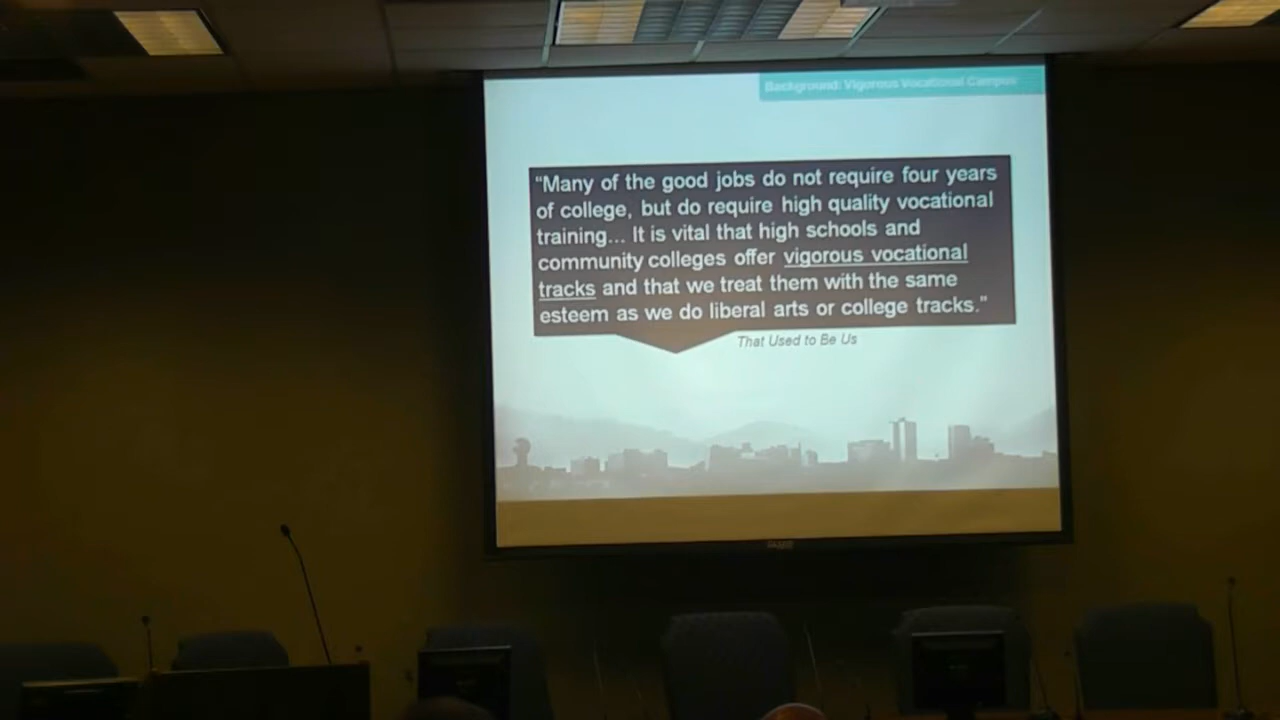 Background: Vigorous Vocational Campus
“Many of the good jobs do not require four years
of college, but do require high quality vocational
training... It is vital that high schools and
community colleges offer vigorous vocational
tracks and that we treat them with the same
esteem as we do liberal arts or college tracks.”
That Used to Be Us